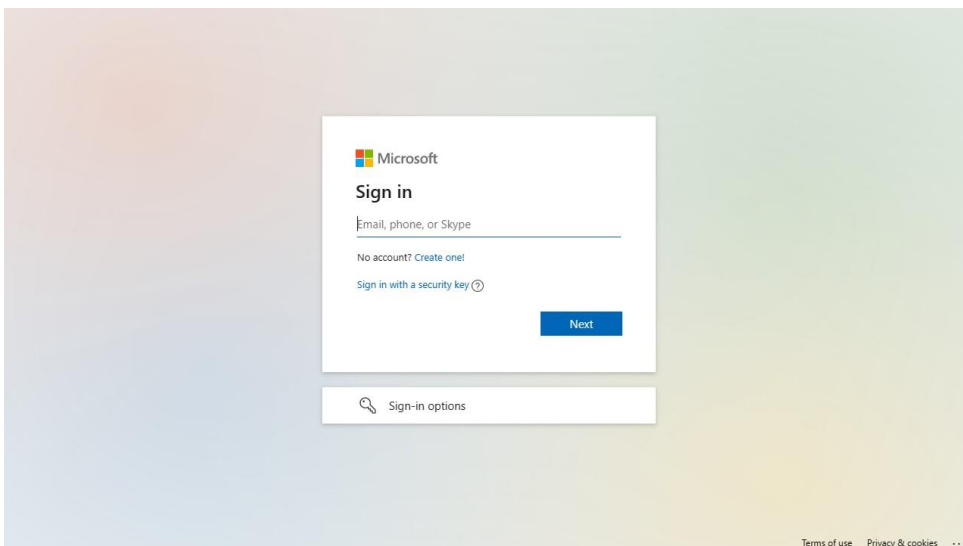 Microsoft
Sign in
Email, phone, or Skype
No account? Create one!
Sign in with a security key ?
Next
Sign-in options
Terms of use Privacy & cookies ..